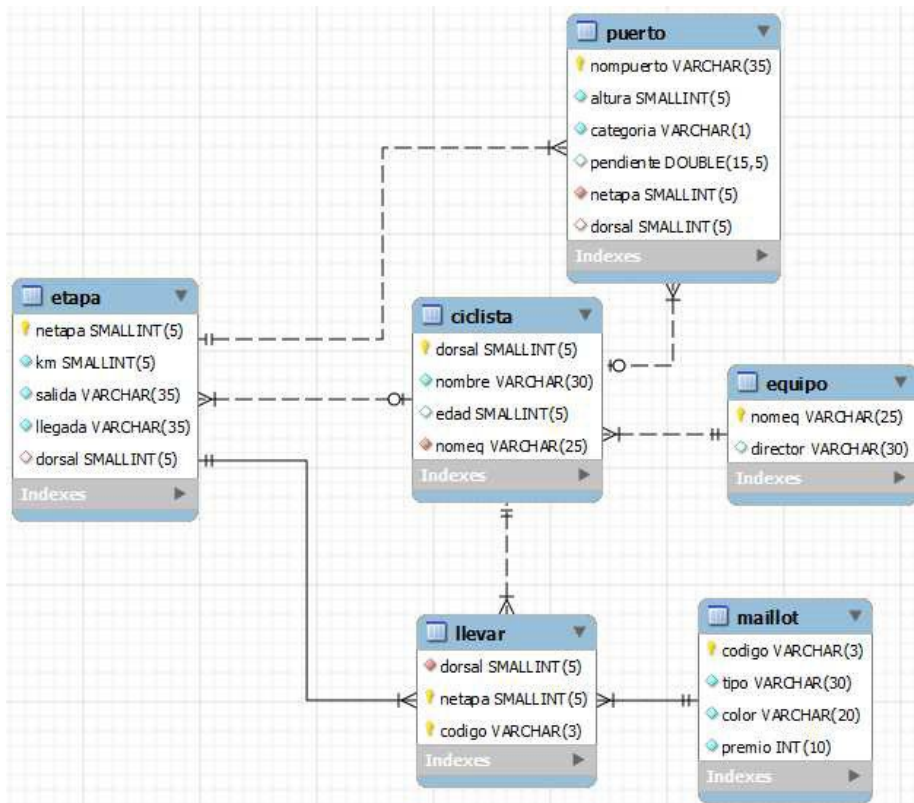 puerto
nompuerto VARCHAR(35)
altura SMALLINT(5)
categoria VARCHAR(1)
pendiente DOUBLE(15,5)
netapa SMALLINT(5)
dorsal SMALLINT(5)
Indexes
etapa
netapa SMALLINT(5)
km SMALLINT(5)
salida VARCHAR(35)
llegada VARCHAR(35)
dorsal SMALLINT(5)
Indexes
ciclista
dorsal SMALLINT(5)
nombre VARCHAR(30)
edad SMALLINT(5)
nomeq VARCHAR(25)
Indexes
equipo
nomeq VARCHAR(25)
director VARCHAR(30)
Indexes
llevar
dorsal SMALLINT(5)
netapa SMALLINT(5)
codigo VARCHAR(3)
Indexes
maillot
codigo VARCHAR(3)
tipo VARCHAR(30)
color VARCHAR(20)
premio INT(10)
Indexes